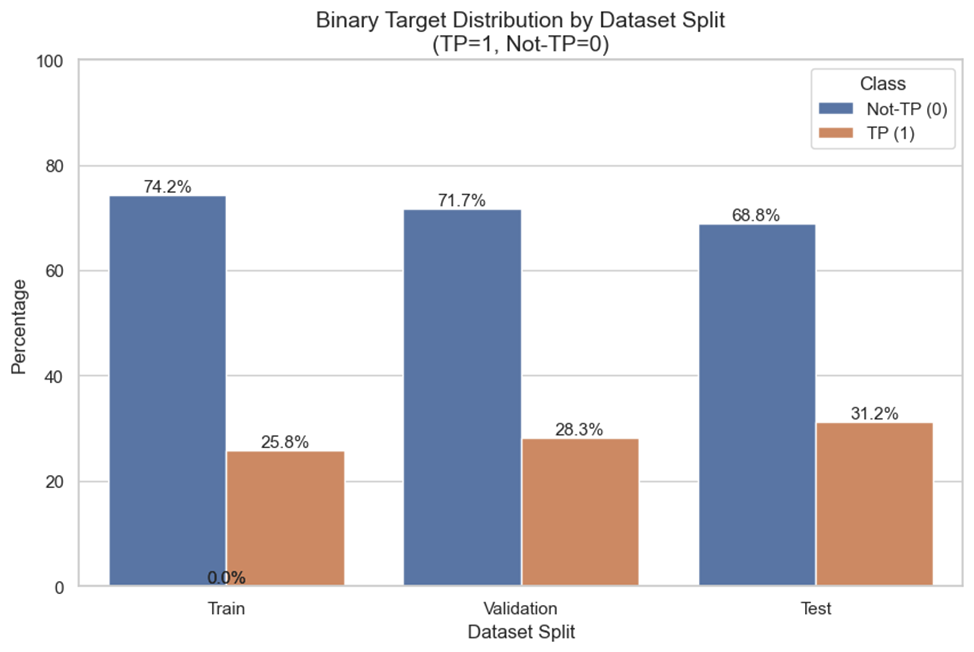 Binary Target Distribution by Dataset Split
(TP=1, Not-TP=0)
Class
Not-TP (0)
TP (1)
Percentage
100
80
60
40
20
0
74.2%
25.8%
0.0%
71.7%
28.3%
68.8%
31.2%
Train
Validation
Test
Dataset Split